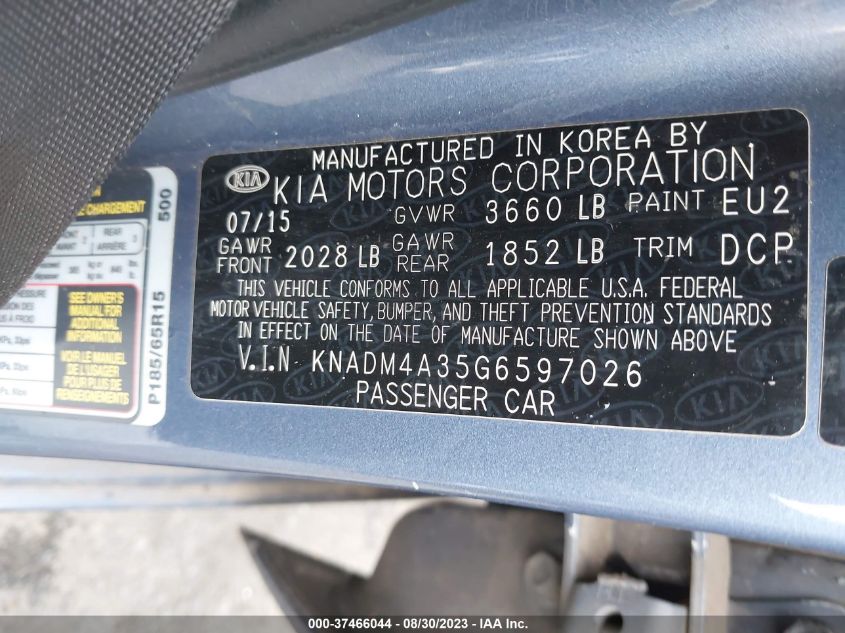 MANUFACTURED IN KOREA BY
KIA KIA MOTORS CORPORATION
07/15 GVWR 3660 LB PAINT EU2
GAWR FRONT 2028 LB GAWR REAR 1852 LB TRIM DCP
THIS VEHICLE CONFORMS TO ALL APPLICABLE U.S.A. FEDERAL
MOTOR VEHICLE SAFETY, BUMPER, AND THEFT PREVENTION STANDARDS
IN EFFECT ON THE DATE OF MANUFACTURE SHOWN ABOVE
V.I.N KNADM4A35G6597026
PASSENGER CAR
CHARGEMENT
REAR
ARRIÈRE
SEE OWNER'S
MANUAL FOR
ADDITIONAL
INFORMATION
VOIR LE MANUEL
DE L'USAGER
POUR PLUS DE
RENSEIGNEMENTS
P185/65R15 500
000-37466044 - 08/30/2023 - IAA Inc.